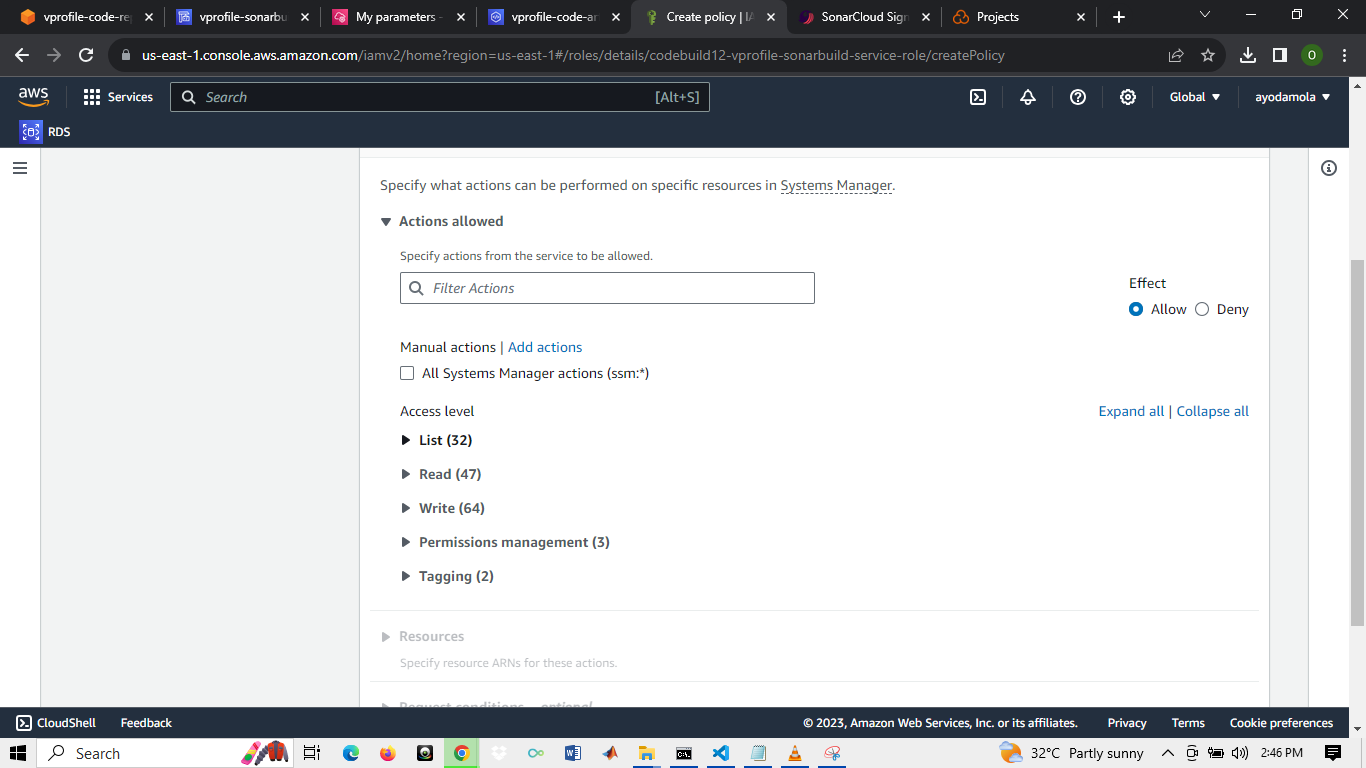 vprofile-code-rep
vprofile-sonarbu
My parameters -
vprofile-code-ar
Create policy | IA
SonarCloud Sign
Projects
us-east-1.console.aws.amazon.com/iamv2/home?region=us-east-1#/roles/details/codebuild12-vprofile-sonarbuild-service-role/createPolicy
O
aws Services Search [Alt+S] Global ayodamola
RDS
Specify what actions can be performed on specific resources in Systems Manager.
Actions allowed
Specify actions from the service to be allowed.
Filter Actions
Effect
Allow Deny
Manual actions | Add actions
All Systems Manager actions (ssm:*)
Access level Expand all | Collapse all
List (32)
Read (47)
Write (64)
Permissions management (3)
Tagging (2)
Resources
Specify resource ARNs for these actions.
Request conditions - optional
CloudShell Feedback © 2023, Amazon Web Services, Inc. or its affiliates. Privacy Terms Cookie preferences
Search 32°C Partly sunny 2:46 PM